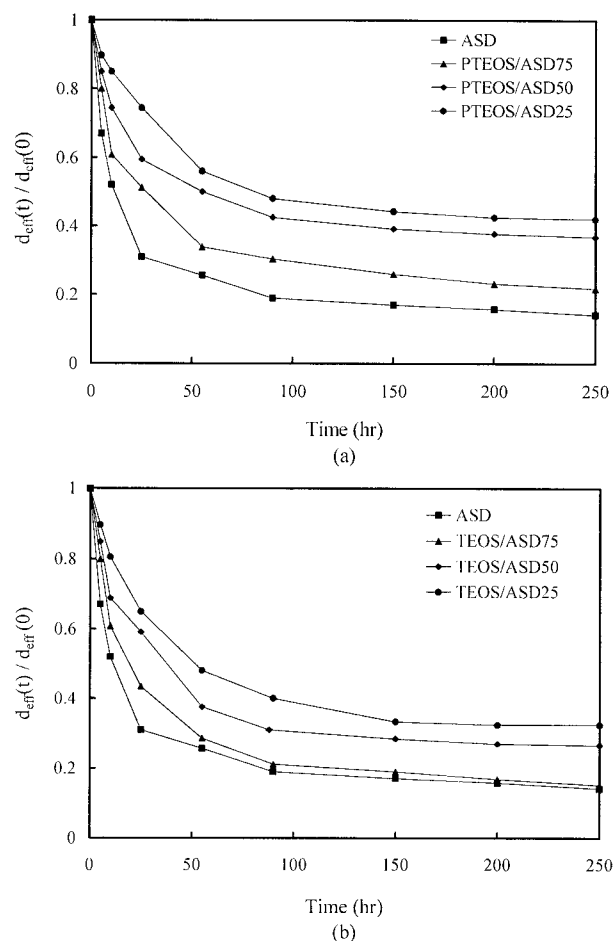 1
0.8
0.6
0.4
0.2
0
d_eff(t) / d_eff(0)
ASD
PTEOS/ASD75
PTEOS/ASD50
PTEOS/ASD25
0 50 100 150 200 250
Time (hr)
(a)
1
0.8
0.6
0.4
0.2
0
d_eff(t) / d_eff(0)
ASD
TEOS/ASD75
TEOS/ASD50
TEOS/ASD25
0 50 100 150 200 250
Time (hr)
(b)